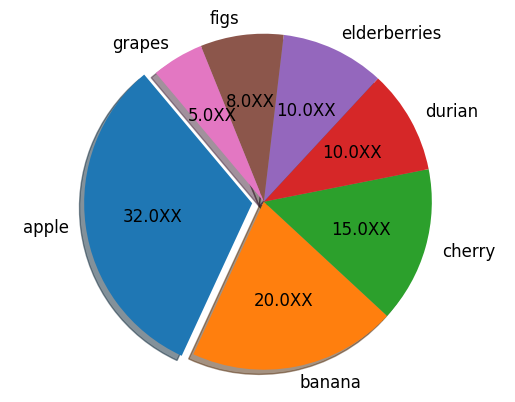 figs
elderberries
grapes
8.0XX
10.0XX
5.0XX
durian
10.0XX
32.0XX
apple
15.0XX
cherry
20.0XX
banana